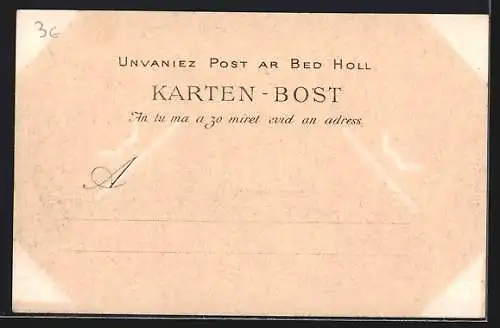 36
UNVANIEZ POST AR BED HOLL
KARTEN-BOST
An tu ma a zo miret evid an adress
A